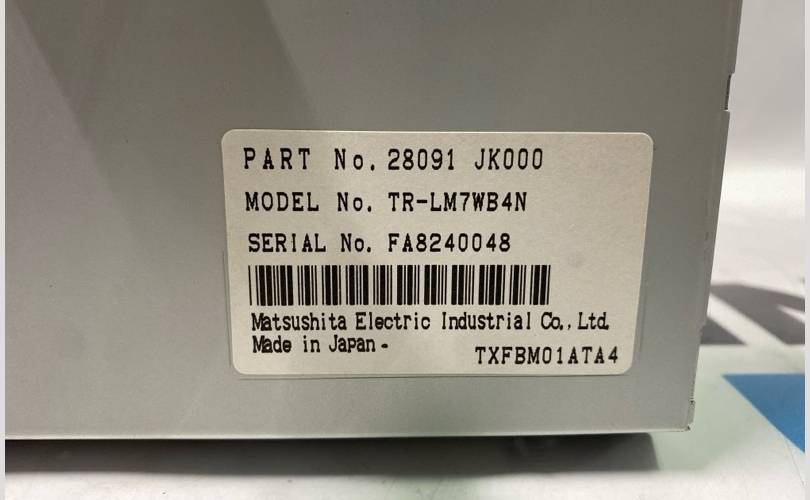 PART No. 28091 JK000
MODEL No. TR-LM7WB4N
SERIAL No. FA8240048
Matsushita Electric Industrial Co., Ltd.
Made in Japan-
TXFBM01ATA4